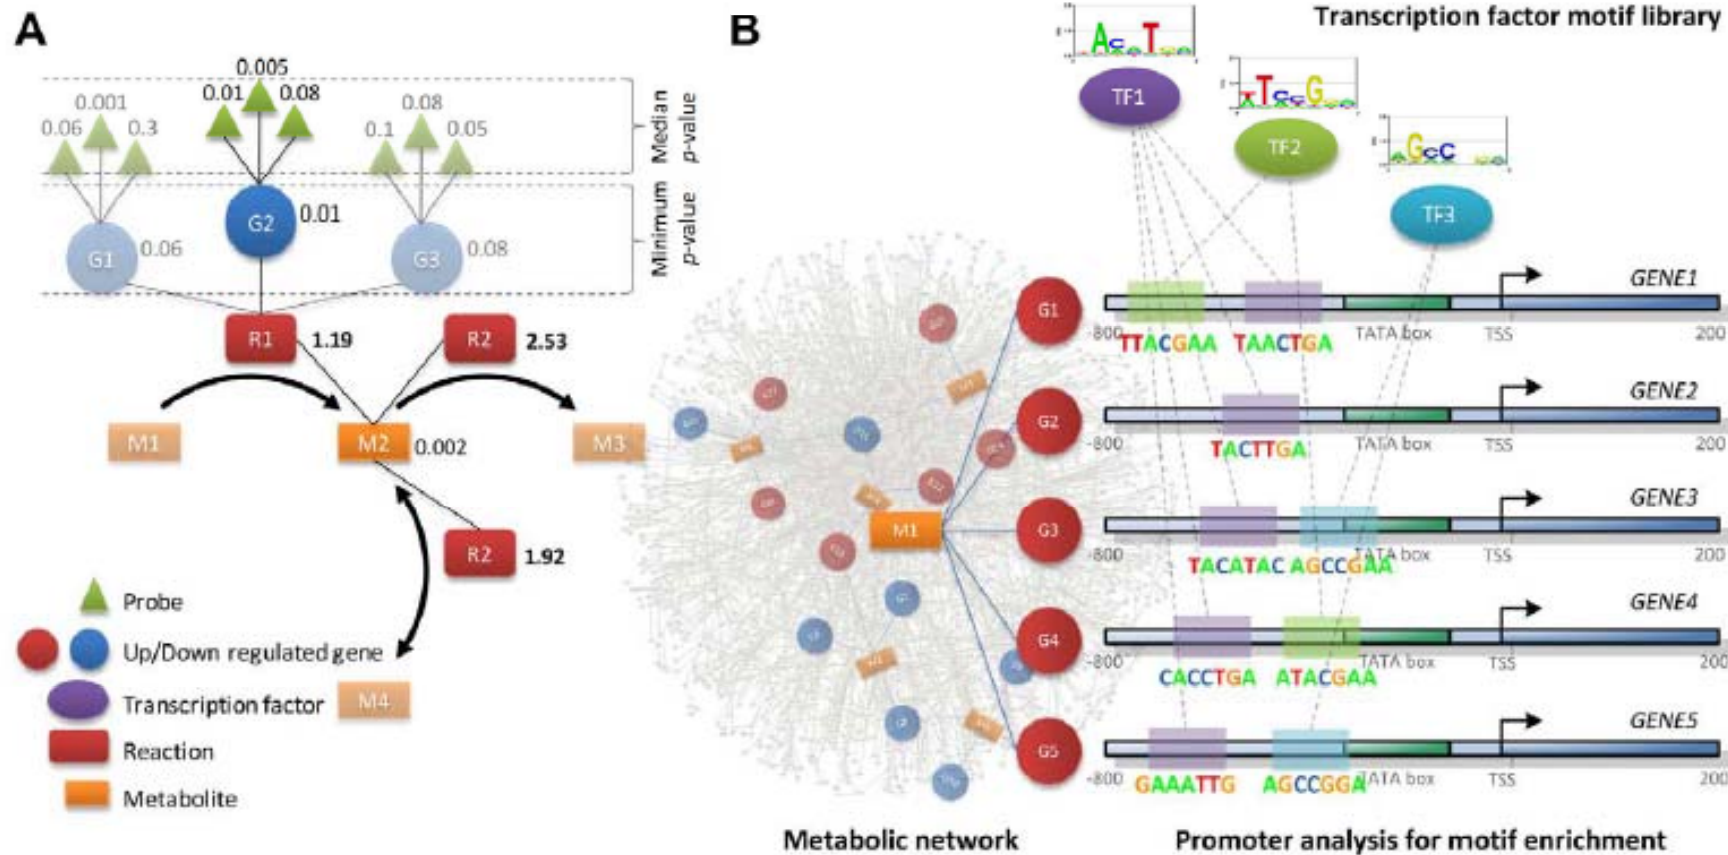 A
0.005
0.01
0.08
0.001
0.06
0.3
0.08
0.1
0.05
Median
p-value
G2
0.01
G1
0.06
G3
0.08
Minimum
p-value
R1
1.19
R2
2.53
M1
M2
0.002
M3
R2
1.92
M4
Probe
Up/Down regulated gene
Transcription factor
Reaction
Metabolite
B
Transcription factor motif library
TF1
TF2
TF3
M1
G1
GENE1
-800
TATA box
TSS
200
TTACGAA TAACTGA
G2
GENE2
-800
TATA box
TSS
200
TACTTGA
G3
GENE3
-800
TATA box
TSS
200
TACATAC AGCCGAA
G4
GENE4
-800
TATA box
TSS
200
CACCTGA ATACGAA
G5
GENE5
-800
TATA box
TSS
200
GAAATTG AGCCGGA
Metabolic network
Promoter analysis for motif enrichment